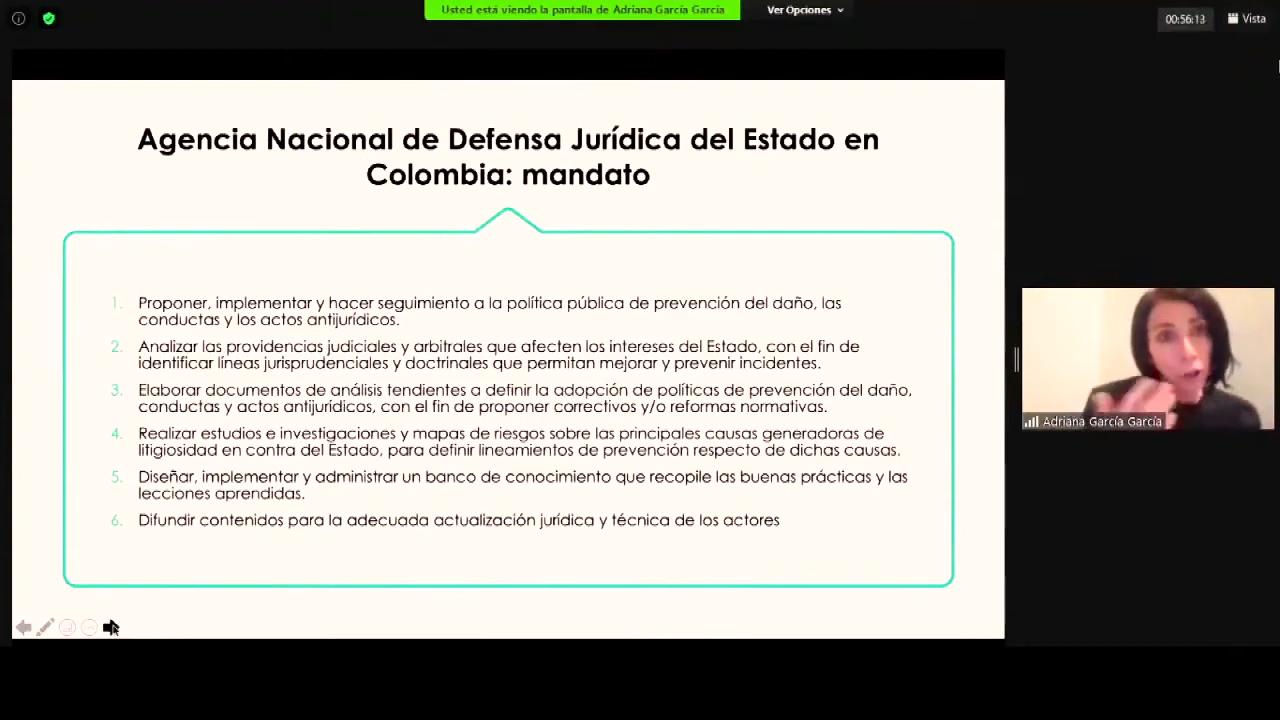 Usted está viendo la pantalla de Adriana García García
Ver Opciones
00:56:13
Vista
Agencia Nacional de Defensa Jurídica del Estado en
Colombia: mandato
1. Proponer, implementar y hacer seguimiento a la política pública de prevención del daño, las
conductas y los actos antijurídicos.
2. Analizar las providencias judiciales y arbitrales que afecten los intereses del Estado, con el fin de
identificar líneas jurisprudenciales y doctrinales que permitan mejorar y prevenir incidentes.
3. Elaborar documentos de análisis tendientes a definir la adopción de políticas de prevención del daño,
conductas y actos antijurídicos, con el fin de proponer correctivos y/o reformas normativas.
4. Realizar estudios e investigaciones y mapas de riesgos sobre las principales causas generadoras de
litigiosidad en contra del Estado, para definir lineamientos de prevención respecto de dichas causas.
5. Diseñar, implementar y administrar un banco de conocimiento que recopile las buenas prácticas y las
lecciones aprendidas.
6. Difundir contenidos para la adecuada actualización jurídica y técnica de los actores
Adriana García García